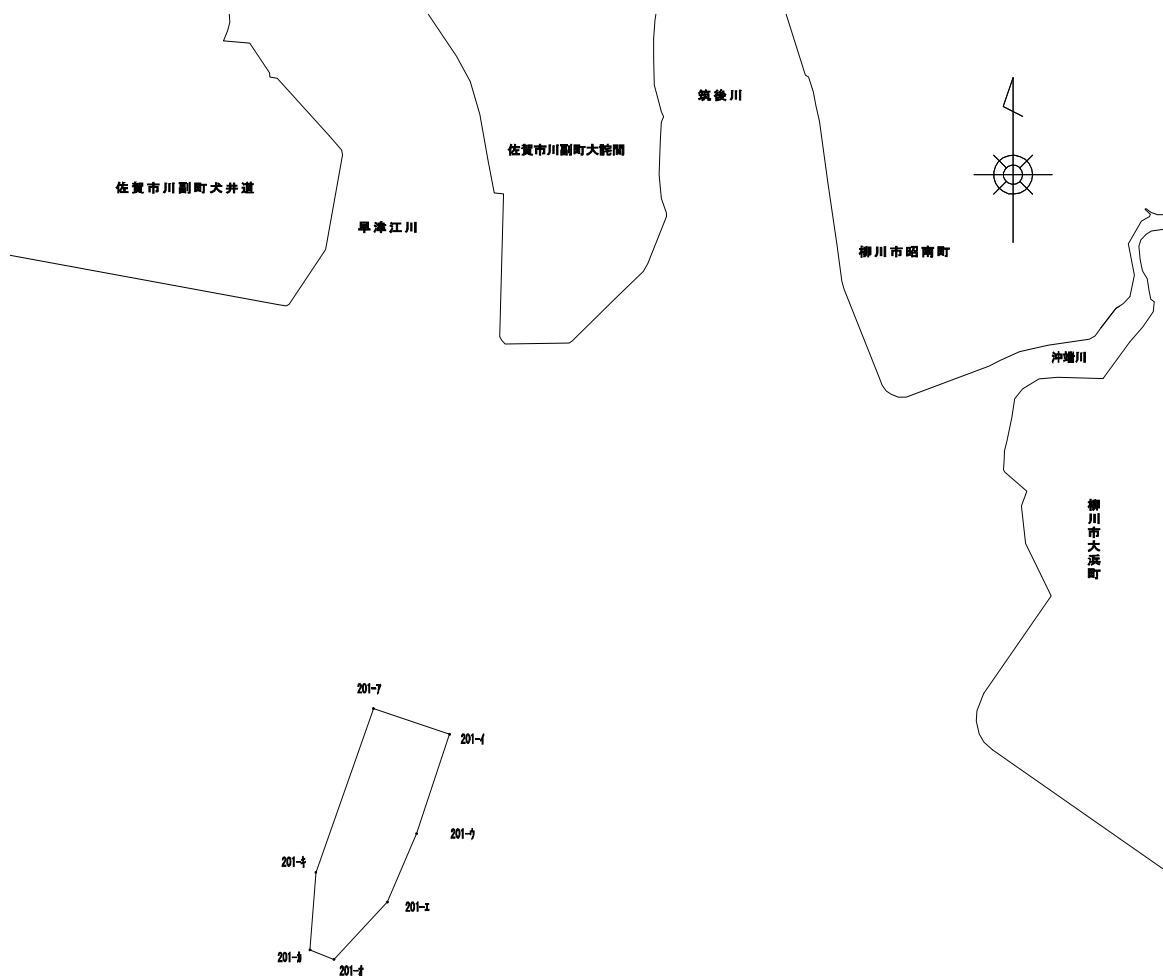 筑後川
佐賀市川副町大詫間
佐賀市川副町犬井道
早津江川
柳川市昭南町
沖端川
柳川市大浜町
201-ｱ
201-ｲ
201-ｳ
201-ｷ
201-ｴ
201-ｶ
201-ｵ